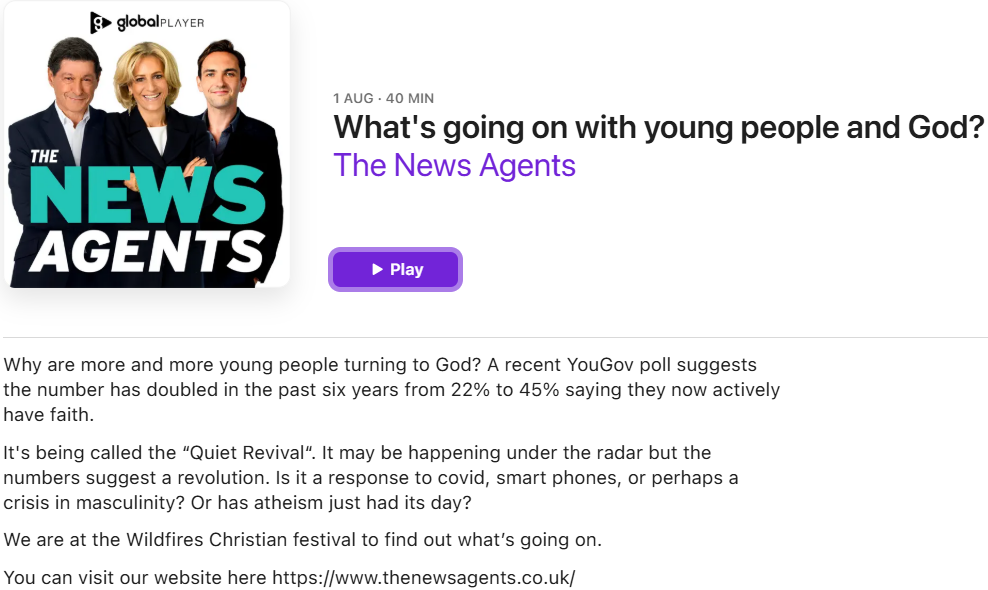 global PLAYER
THE
NEWS
AGENTS
1 AUG · 40 MIN
What's going on with young people and God?
The News Agents
Play
Why are more and more young people turning to God? A recent YouGov poll suggests
the number has doubled in the past six years from 22% to 45% saying they now actively
have faith.
It's being called the “Quiet Revival“. It may be happening under the radar but the
numbers suggest a revolution. Is it a response to covid, smart phones, or perhaps a
crisis in masculinity? Or has atheism just had its day?
We are at the Wildfires Christian festival to find out what’s going on.
You can visit our website here https://www.thenewsagents.co.uk/